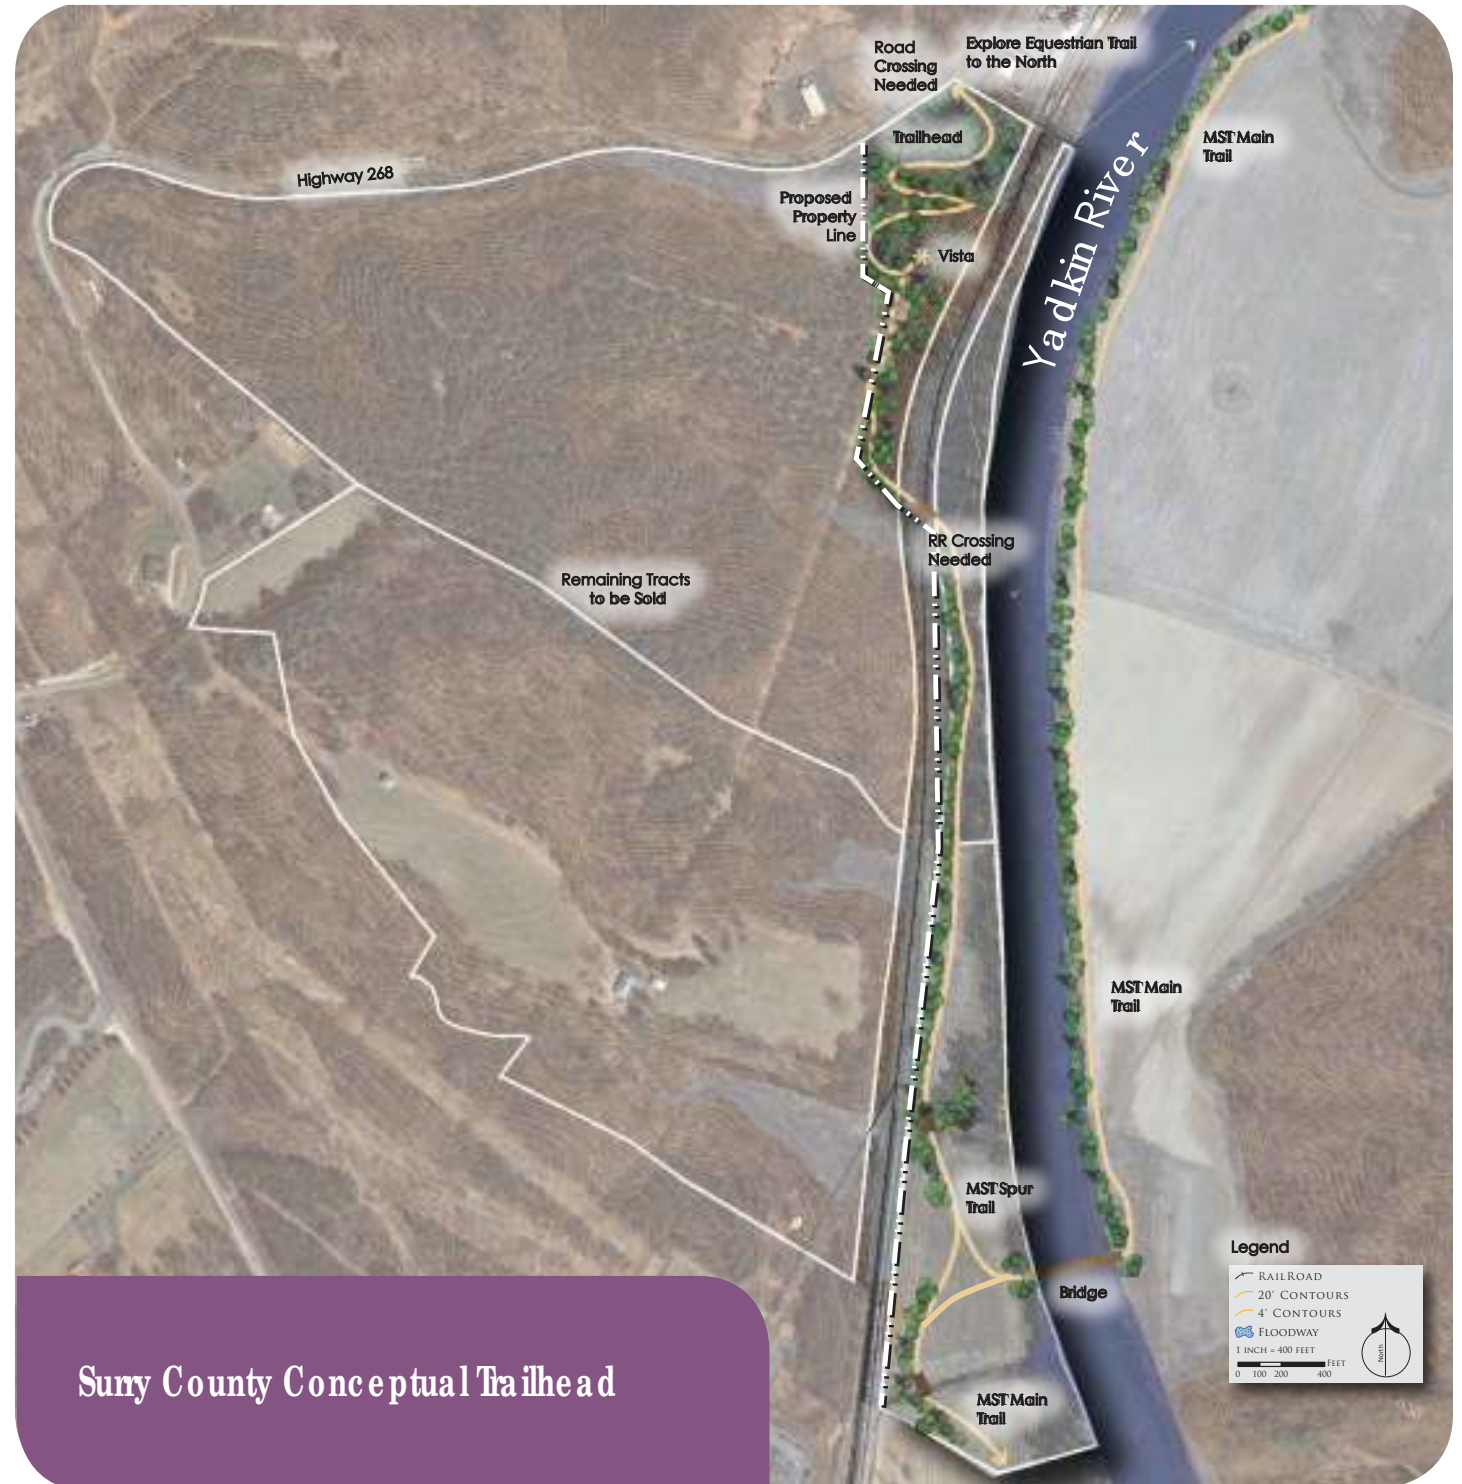 Road
Crossing
Needed
Explore Equestrian Trail
to the North
Trailhead
MST Main
Trail
Highway 268
Proposed
Property
Line
Vista
Yadkin River
RR Crossing
Needed
Remaining Tracts
to be Sold
MST Main
Trail
MST Spur
Trail
Bridge
Legend
RailRoad
20' Contours
4' Contours
Floodway
1 inch = 400 feet
Feet
0 100 200 400
North
MST Main
Trail
Surry County Conceptual Trailhead